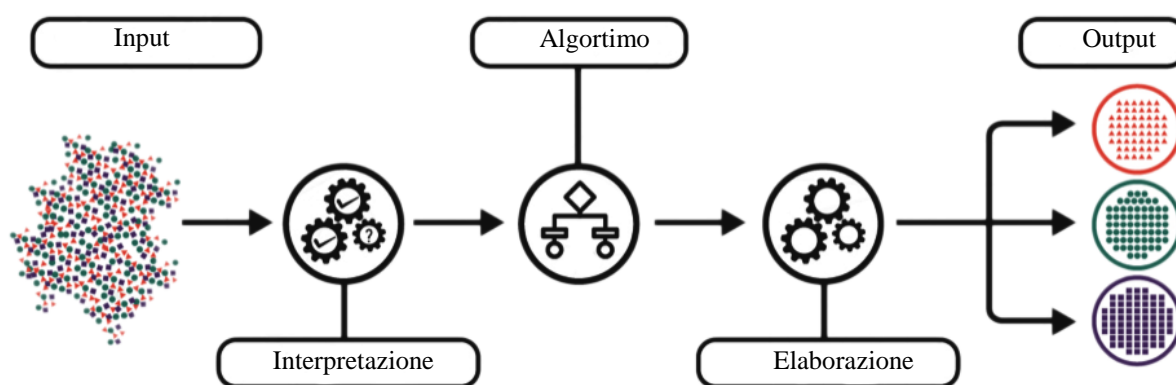 Input
Algortimo
Output
?
Interpretazione
Elaborazione